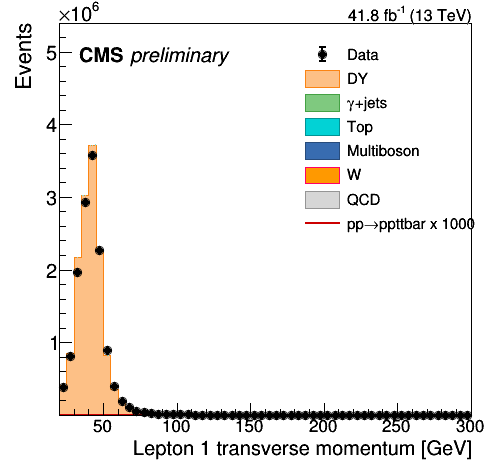 ×10⁶
41.8 fb⁻¹ (13 TeV)
Events
CMS preliminary
Data
DY
γ+jets
Top
Multiboson
W
QCD
pp→ppttbar x 1000
5
4
3
2
1
50 100 150 200 250 300
Lepton 1 transverse momentum [GeV]